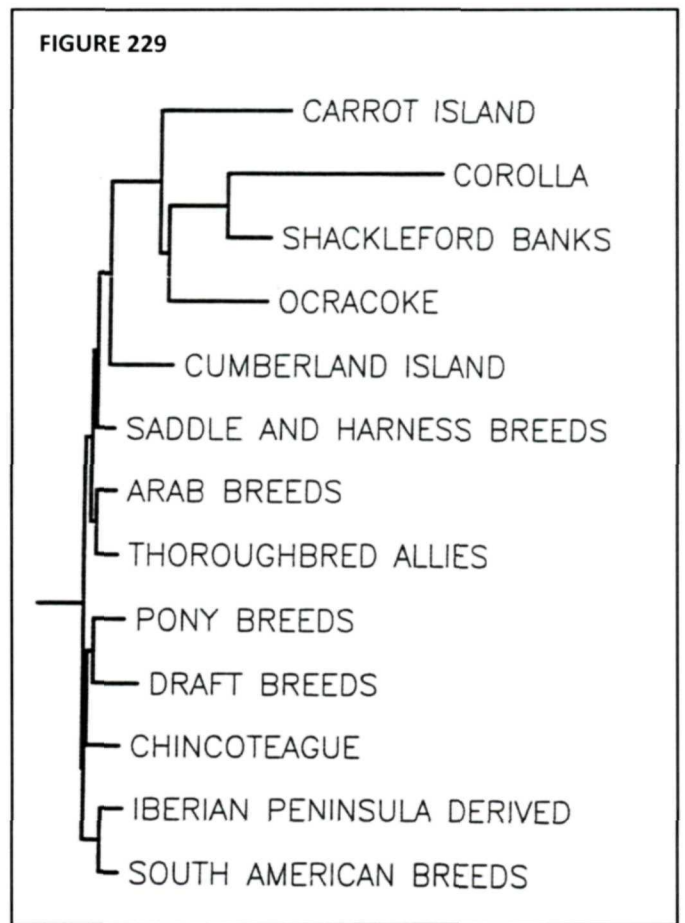 FIGURE 229
CARROT ISLAND
COROLLA
SHACKLEFORD BANKS
OCRACOKE
CUMBERLAND ISLAND
SADDLE AND HARNESS BREEDS
ARAB BREEDS
THOROUGHBRED ALLIES
PONY BREEDS
DRAFT BREEDS
CHINCOTEAGUE
IBERIAN PENINSULA DERIVED
SOUTH AMERICAN BREEDS